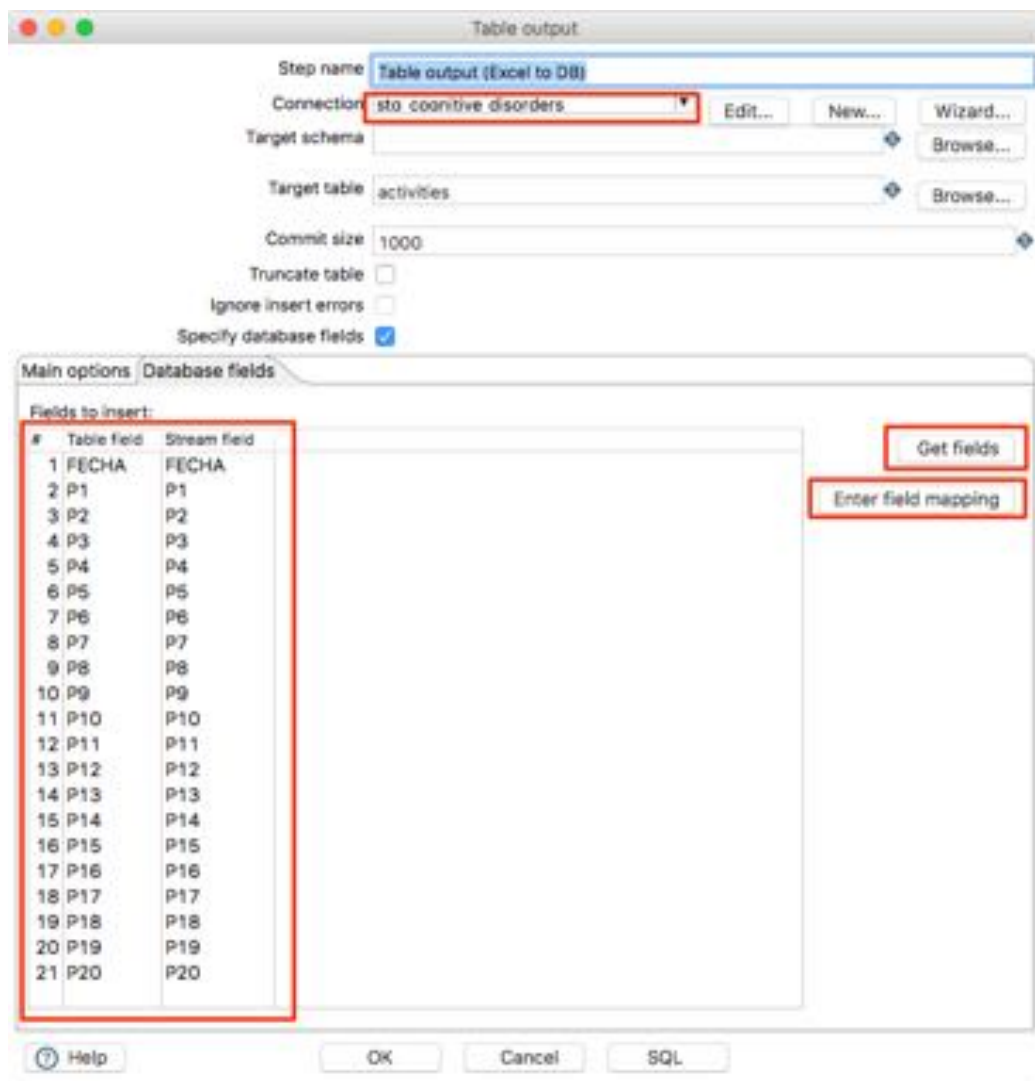 Table output
Step name Table output (Excel to DB)
Connection sta_cognitive_disorders Edit... New... Wizard...
Target schema Browse...
Target table activities Browse...
Commit size 1000
Truncate table
Ignore insert errors
Specify database fields
Main options Database fields
Fields to insert:
# Table field Stream field
Get fields
1 FECHA FECHA
2 P1 P1
Enter field mapping
3 P2 P2
4 P3 P3
5 P4 P4
6 P5 P5
7 P6 P6
8 P7 P7
9 P8 P8
10 P9 P9
11 P10 P10
12 P11 P11
13 P12 P12
14 P13 P13
15 P14 P14
16 P15 P15
17 P16 P16
18 P17 P17
19 P18 P18
20 P19 P19
21 P20 P20
Help OK Cancel SQL